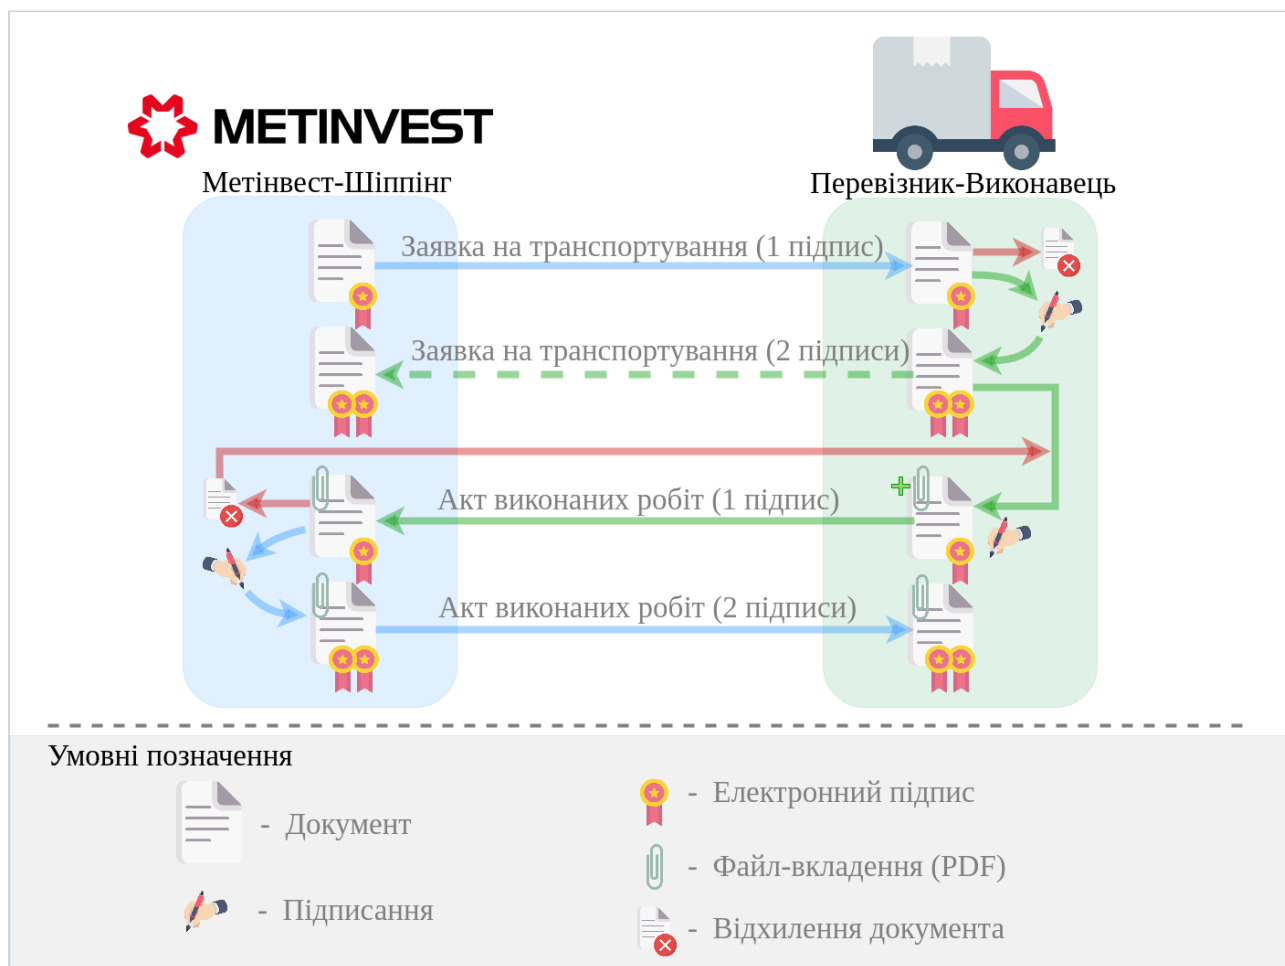 METINVEST
Метінвест-Шіппінг
Перевізник-Виконавець
Заявка на транспортування (1 підпис)
Заявка на транспортування (2 підписи)
Акт виконаних робіт (1 підпис)
Акт виконаних робіт (2 підписи)
Умовні позначення
- Документ
- Підписання
- Електронний підпис
- Файл-вкладення (PDF)
- Відхилення документа